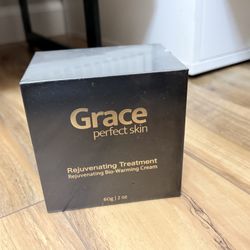 Grace
perfect skin
Rejuvenating Treatment
Rejuvenating Bio-Warming Cream
60g | 2 oz